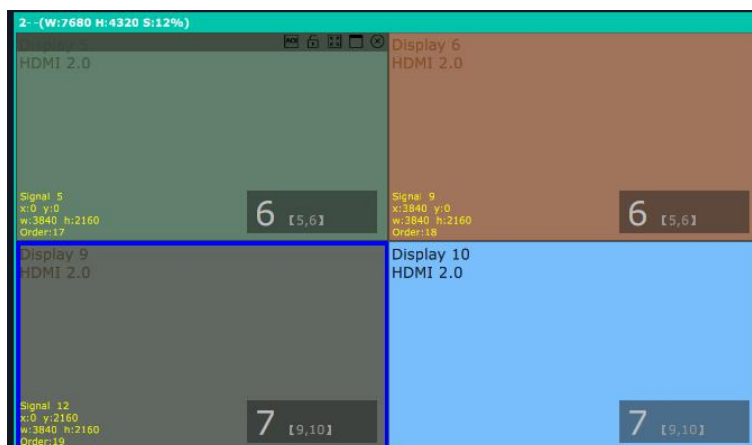 2--(W:7680 H:4320 S:12%)
Display 5
HDMI 2.0
Signal 5
x:0 y:0
w:3840 h:2160
Order:17
6 【5,6】
Display 6
HDMI 2.0
Signal 9
x:3840 y:0
w:3840 h:2160
Order:18
6 【5,6】
Display 9
HDMI 2.0
Signal 12
x:0 y:2160
w:3840 h:2160
Order:19
7 【9,10】
Display 10
HDMI 2.0
7 【9,10】